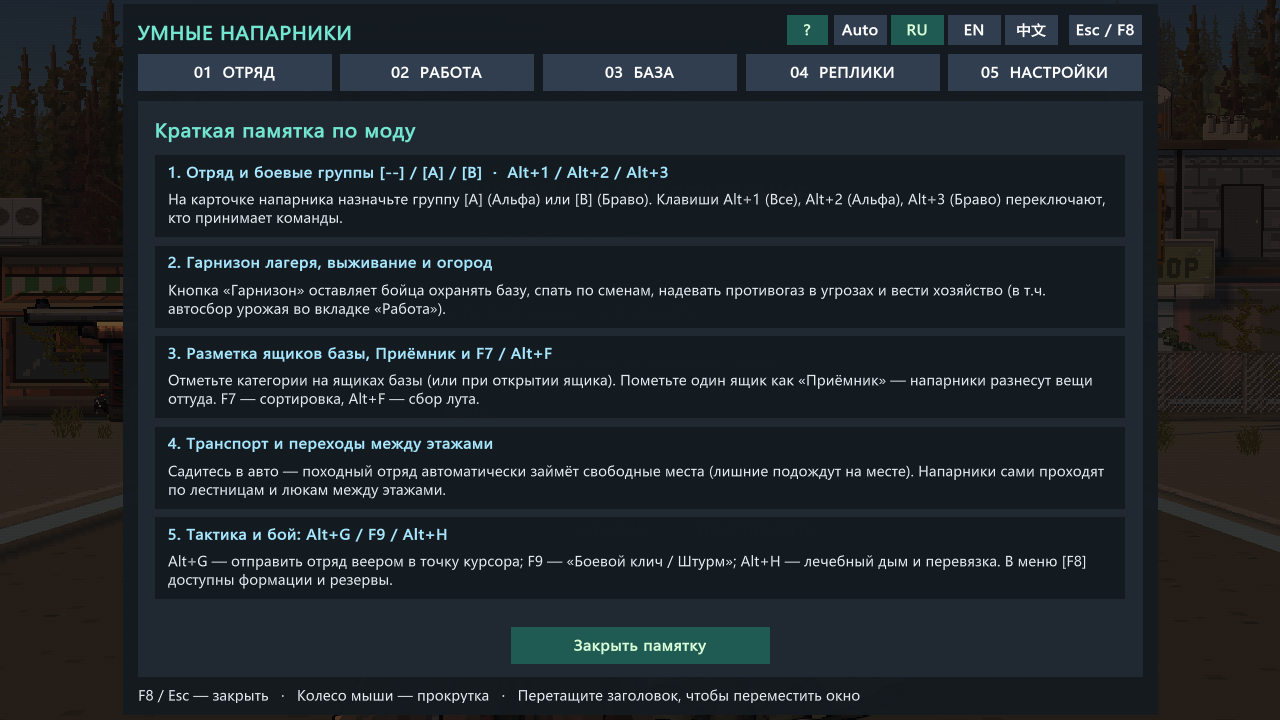 УМНЫЕ НАПАРНИКИ
? Auto RU EN 中文 Esc / F8
01 ОТРЯД 02 РАБОТА 03 БАЗА 04 РЕПЛИКИ 05 НАСТРОЙКИ
Краткая памятка по моду
1. Отряд и боевые группы [--] / [A] / [B] · Alt+1 / Alt+2 / Alt+3
На карточке напарника назначьте группу [A] (Альфа) или [B] (Браво). Клавиши Alt+1 (Все), Alt+2 (Альфа), Alt+3 (Браво) переключают,
кто принимает команды.
2. Гарнизон лагеря, выживание и огород
Кнопка «Гарнизон» оставляет бойца охранять базу, спать по сменам, надевать противогаз в угрозах и вести хозяйство (в т.ч.
автосбор урожая во вкладке «Работа»).
3. Разметка ящиков базы, Приёмник и F7 / Alt+F
Отметьте категории на ящиках базы (или при открытии ящика). Пометьте один ящик как «Приёмник» — напарники разнесут вещи
оттуда. F7 — сортировка, Alt+F — сбор лута.
4. Транспорт и переходы между этажами
Садитесь в авто — походный отряд автоматически займёт свободные места (лишние подождут на месте). Напарники сами проходят
по лестницам и люкам между этажами.
5. Тактика и бой: Alt+G / F9 / Alt+H
Alt+G — отправить отряд веером в точку курсора; F9 — «Боевой клич / Штурм»; Alt+H — лечебный дым и перевязка. В меню [F8]
доступны формации и резервы.
Закрыть памятку
F8 / Esc — закрыть · Колесо мыши — прокрутка · Перетащите заголовок, чтобы переместить окно